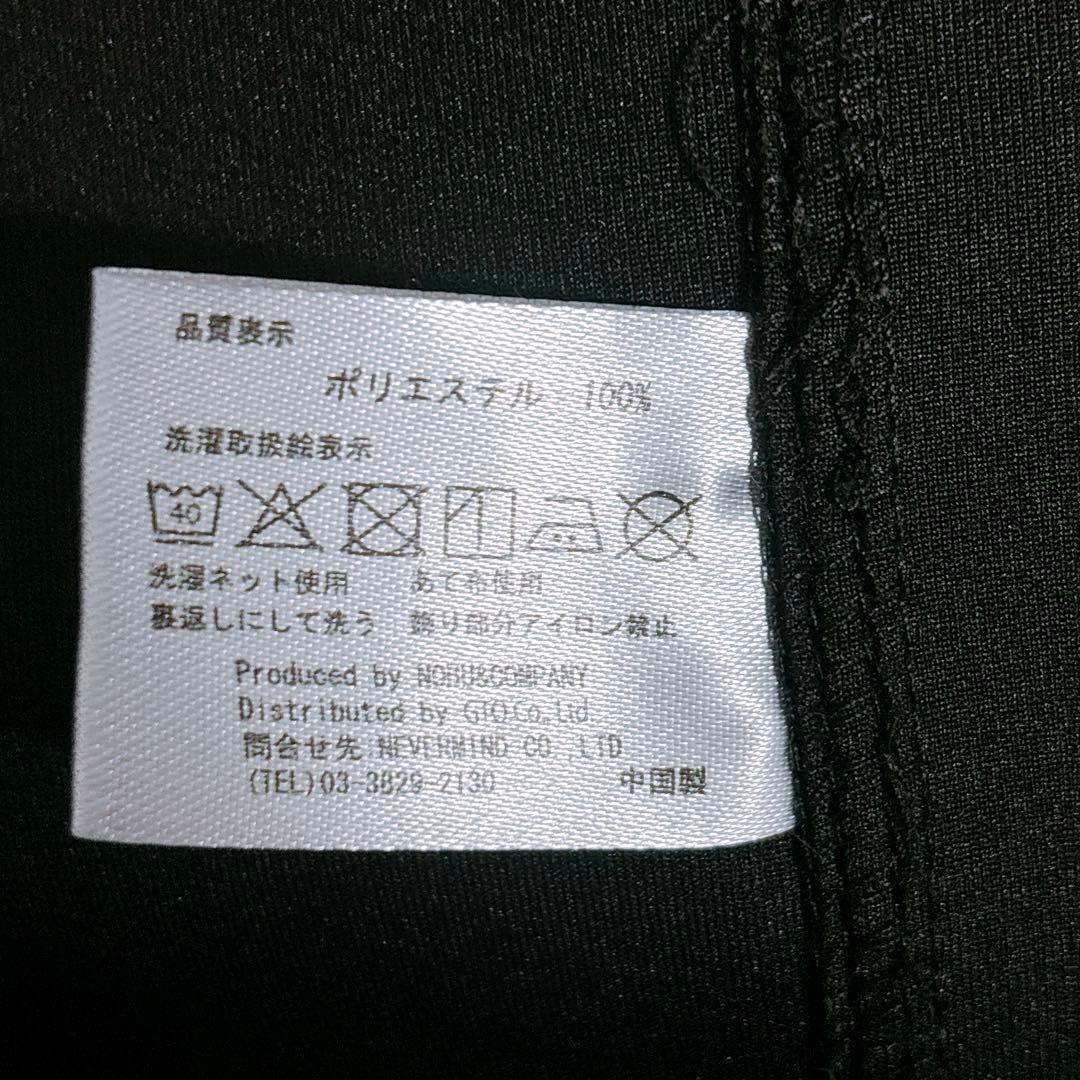 品質表示
ポリエステル 100%
洗濯取扱絵表示
40
洗濯ネット使用 あて布使用
裏返しにして洗う 飾り部分アイロン禁止
Produced by NOBU&COMPANY
Distributed by GIO.Co,Ltd.
問合せ先 NEVERMIND CO.,LTD
(TEL)03-3829-2130 中国製